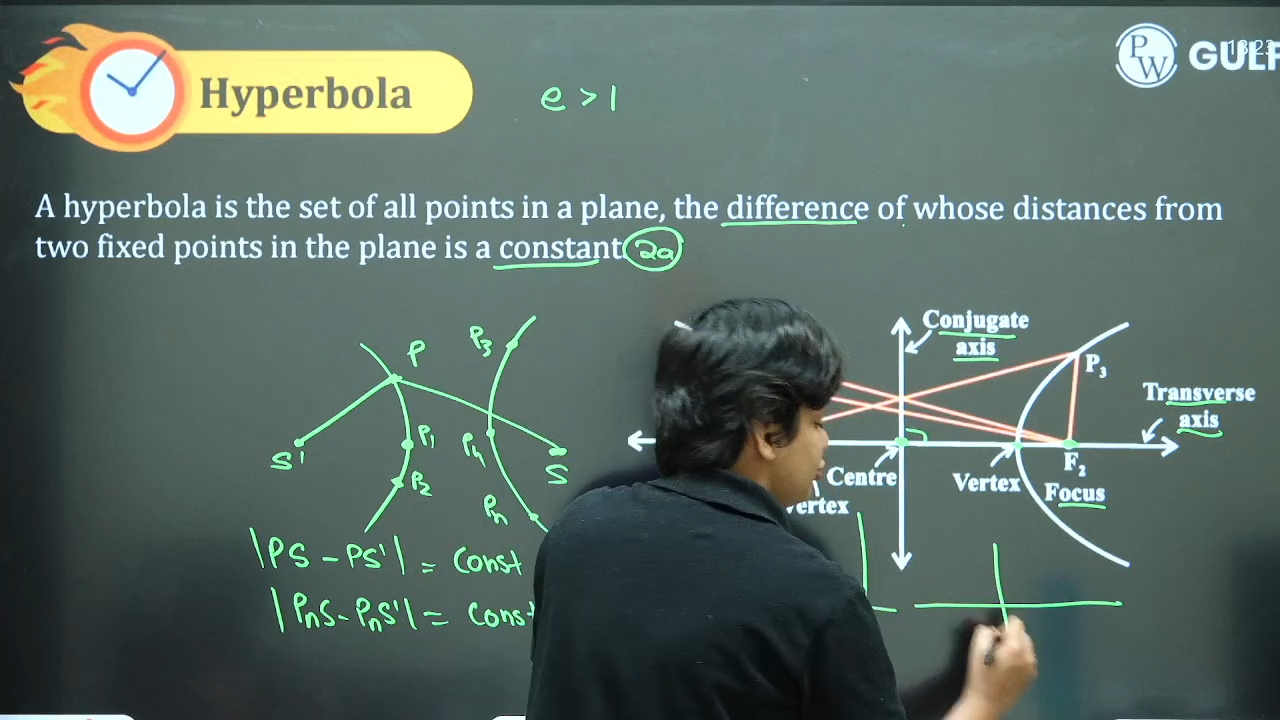 Hyperbola
e > 1
PW GULF
18:23
A hyperbola is the set of all points in a plane, the difference of whose distances from
two fixed points in the plane is a constant 2a
P
P3
S'
P1
P2
P4
S
Pn
|PS - PS'| = Const
|PnS - PnS'| = Const
Conjugate
axis
P3
Transverse
axis
Centre
Vertex
F2
Focus